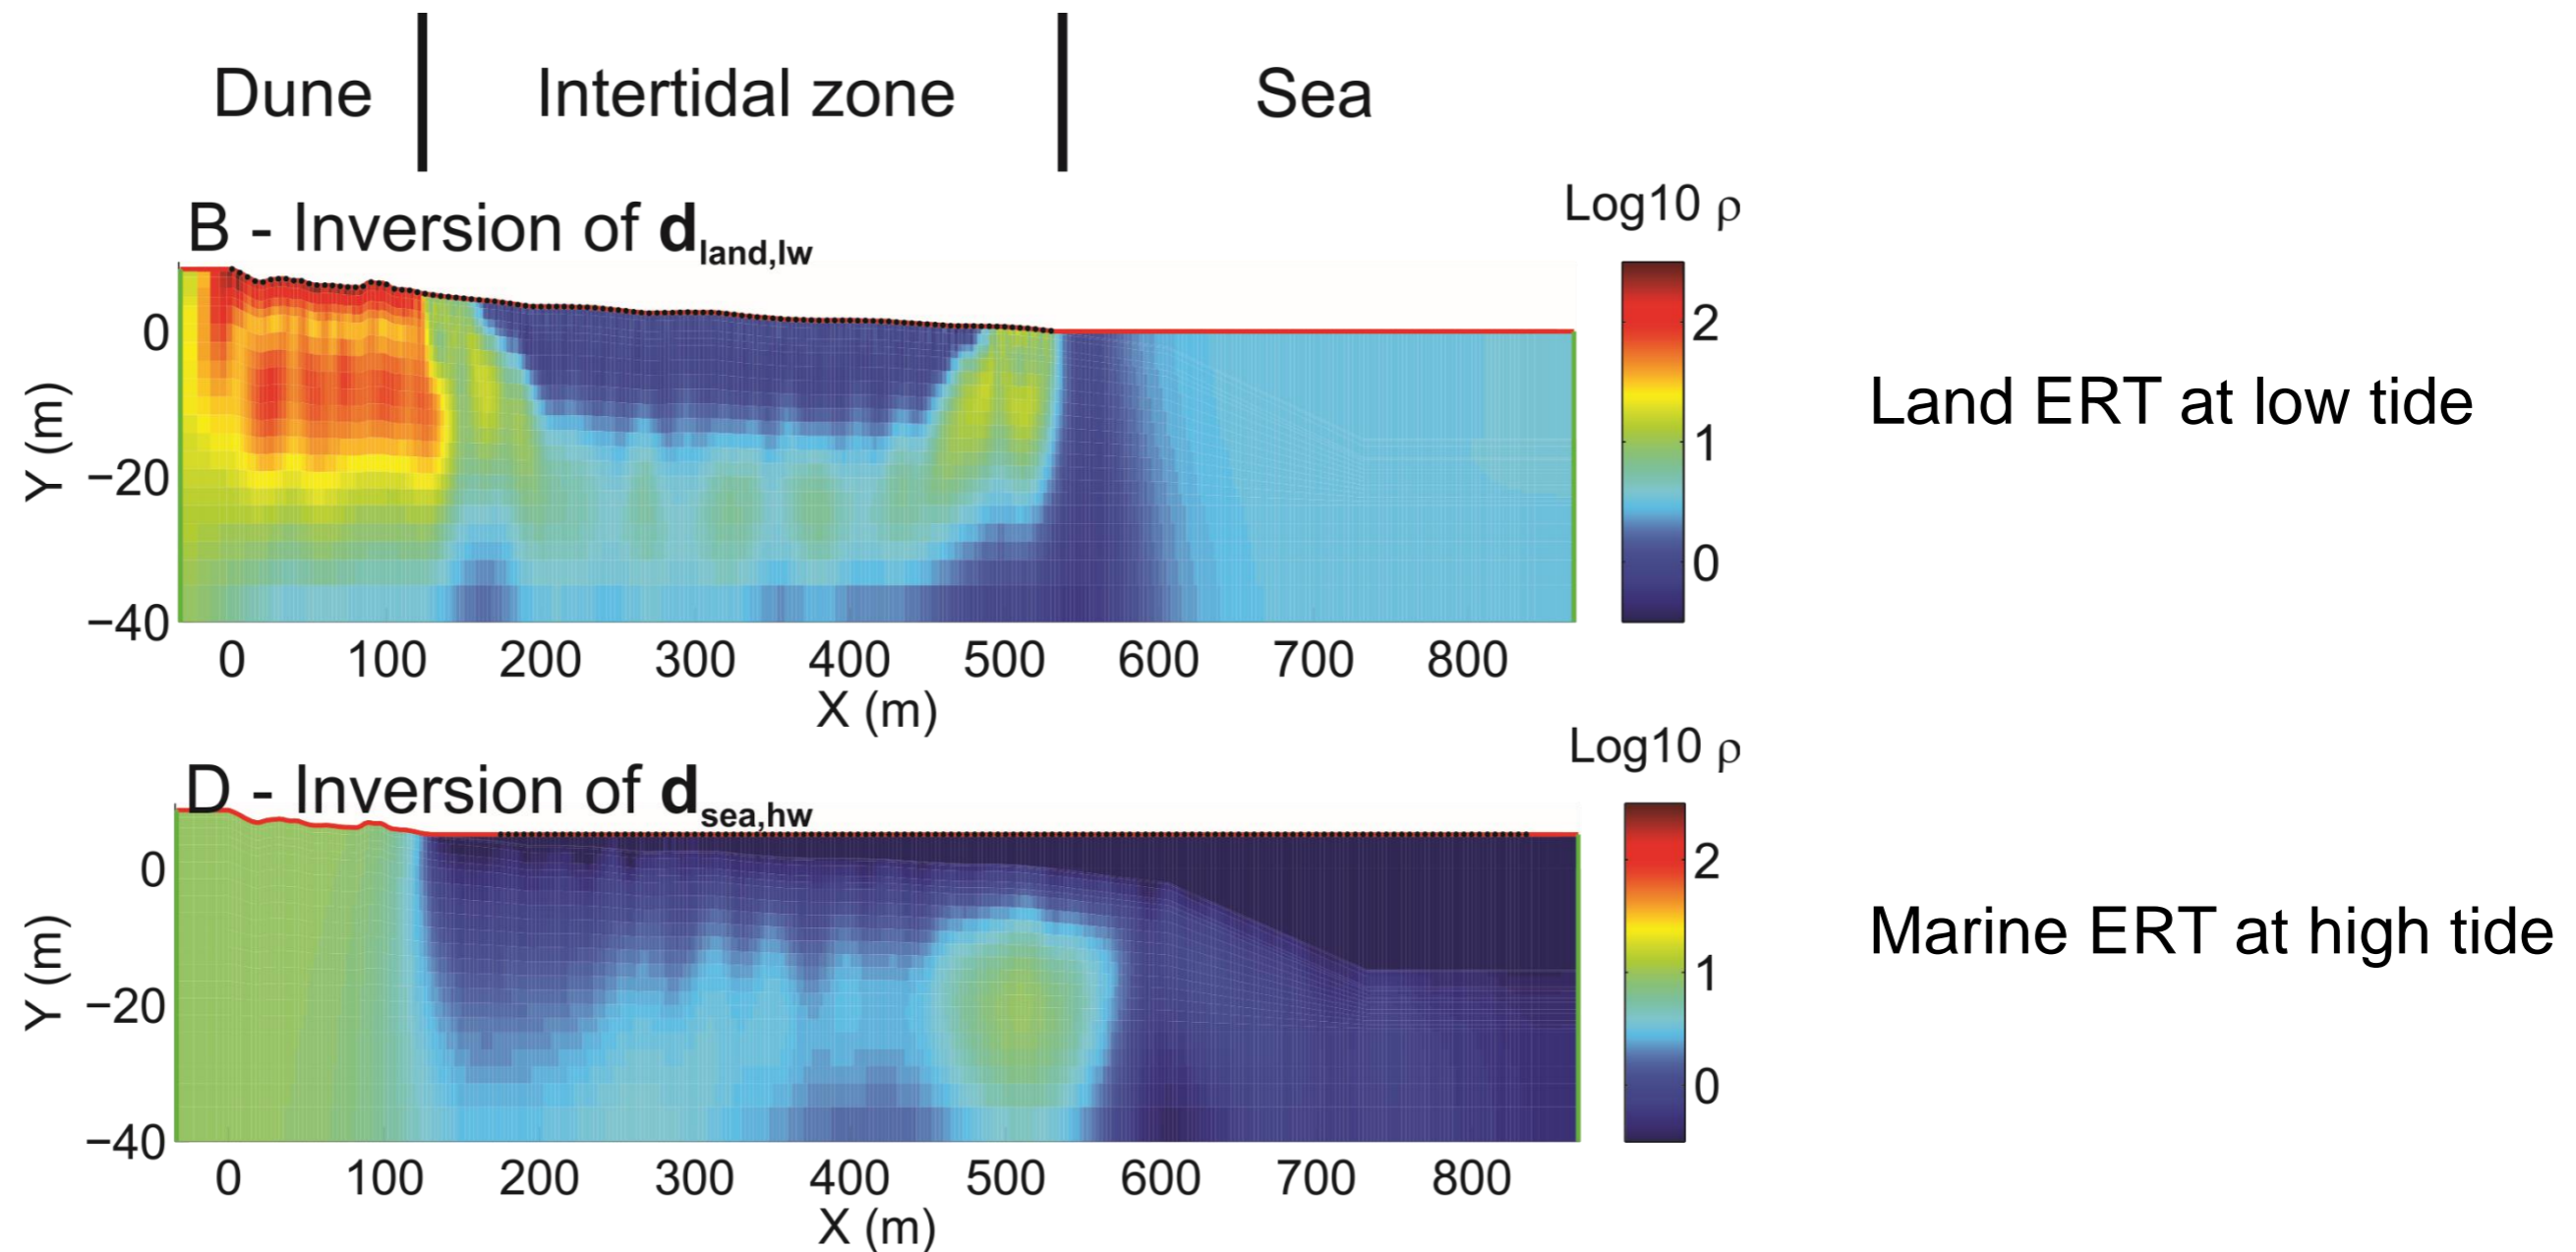 Dune
Intertidal zone
Sea
B - Inversion of dland,lw
Log10 ρ
2
1
0
0
−20
−40
Y (m)
0 100 200 300 400 500 600 700 800
X (m)
Land ERT at low tide
D - Inversion of dsea,hw
Log10 ρ
2
1
0
0
−20
−40
Y (m)
0 100 200 300 400 500 600 700 800
X (m)
Marine ERT at high tide